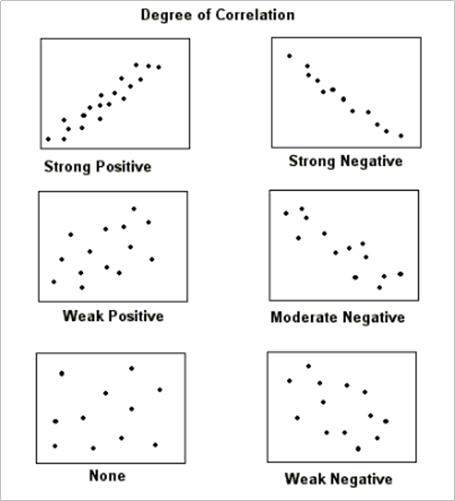 Degree of Correlation
Strong Positive
Strong Negative
Weak Positive
Moderate Negative
None
Weak Negative